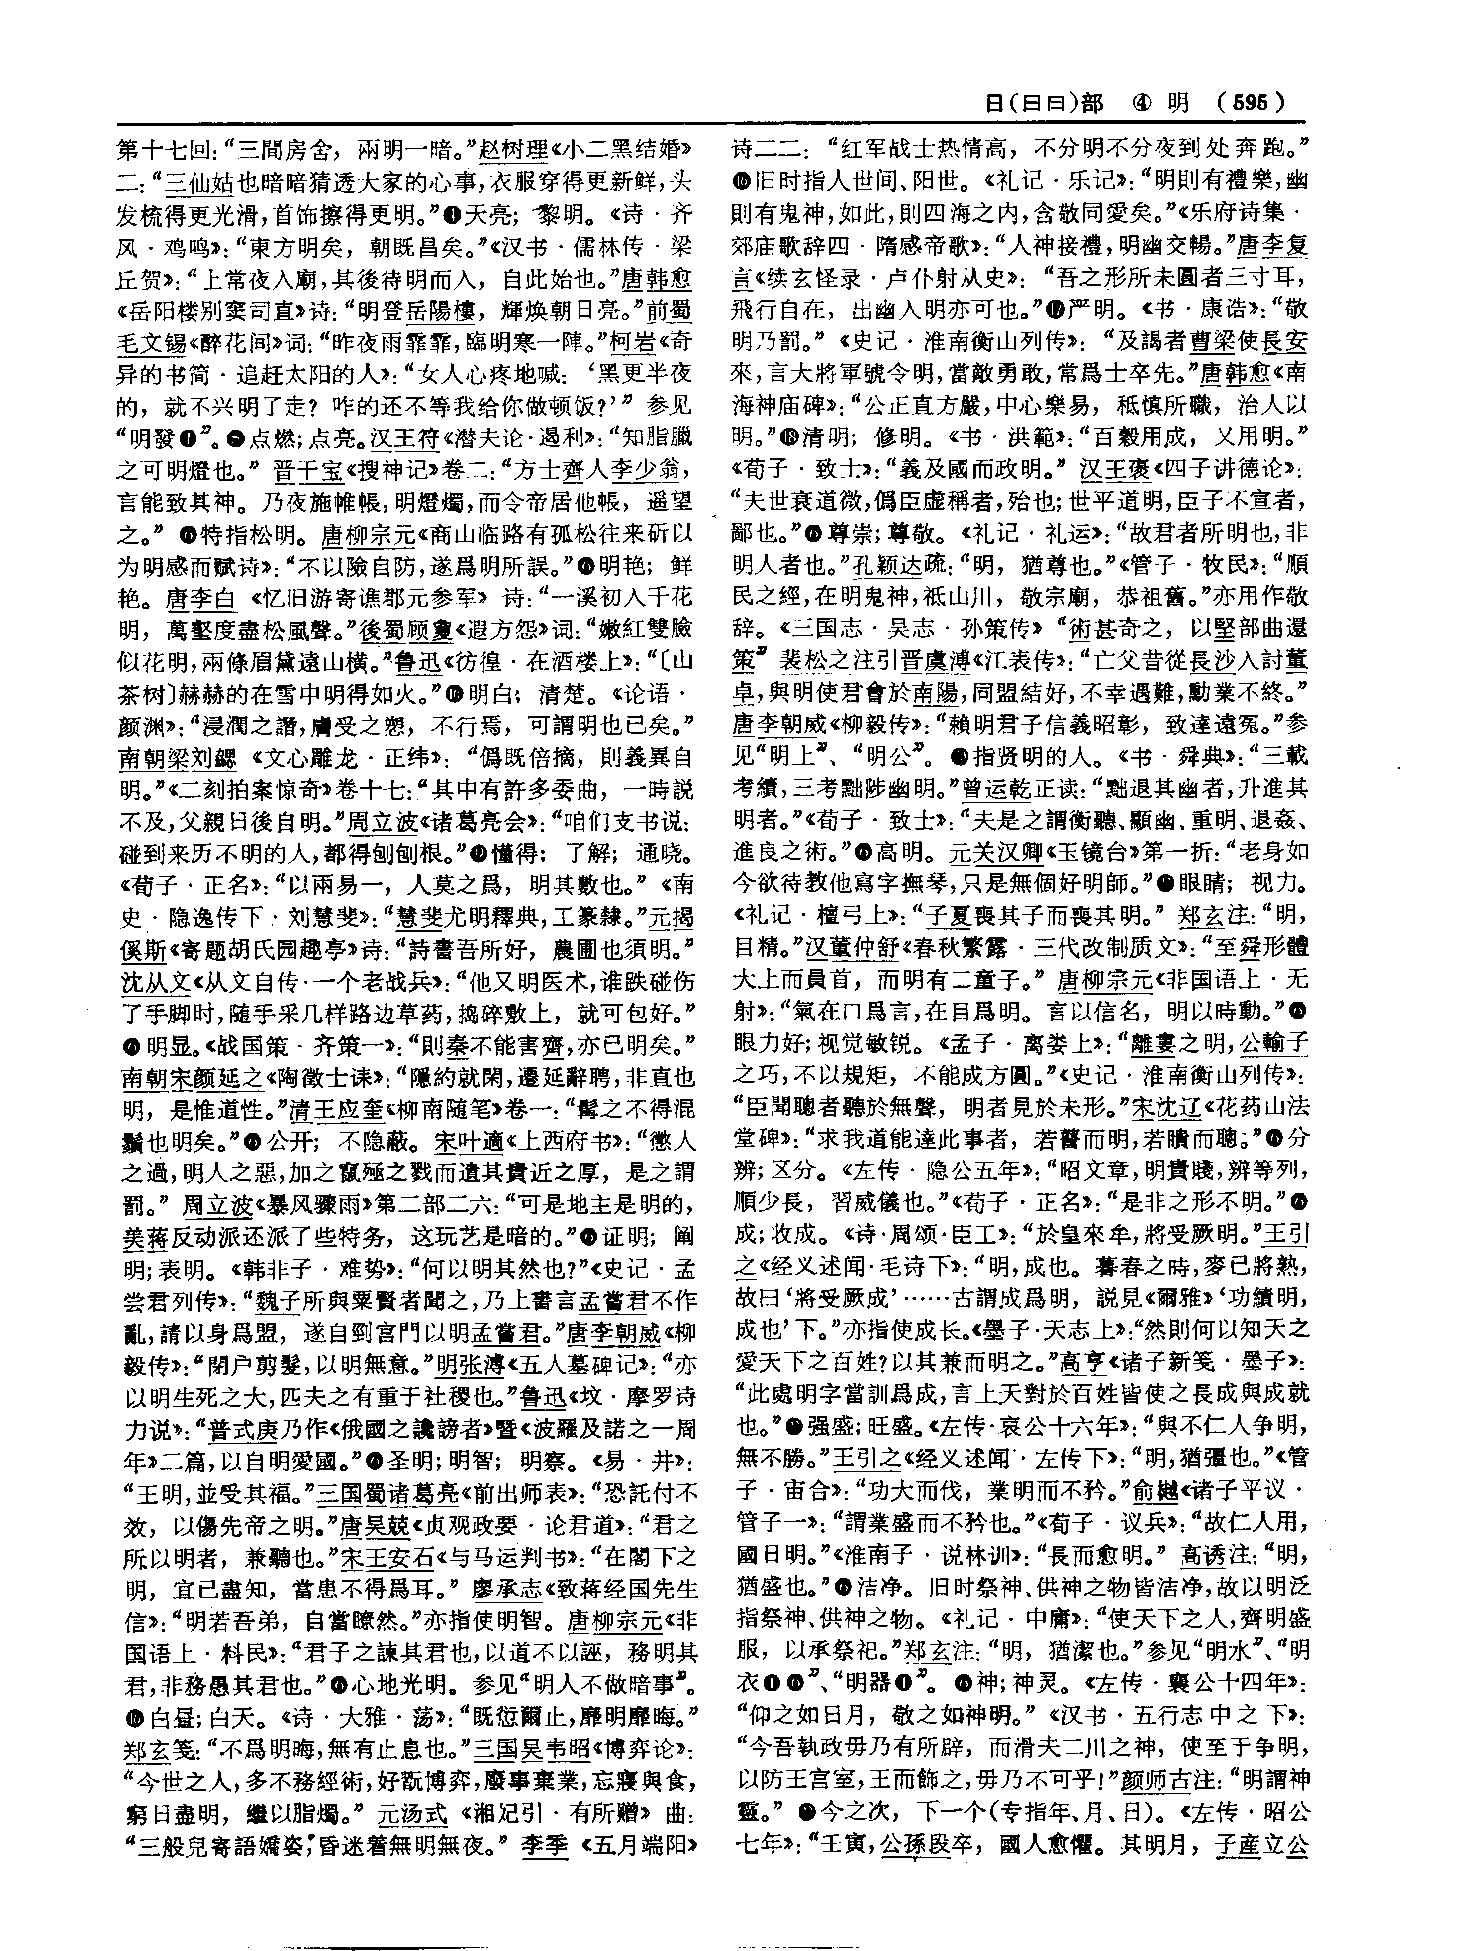 日(日曰)部　④　明　(595)
第十七回：“三間房舍，兩明一暗。”赵树理《小二黑结婚》
二：“三仙姑也暗暗猜透大家的心事，衣服穿得更新鲜，头
发梳得更光滑，首饰擦得更明。”天亮；黎明。《诗·齐
风·鸡鸣》：“東方明矣，朝既昌矣。”《汉书·儒林传·梁
丘贺》：“上常夜入廟，其後待明而入，自此始也。”唐韩愈
《岳阳楼别窦司直》诗：“明登岳陽樓，輝焕朝日亮。”前蜀
毛文锡《醉花间》词：“昨夜雨霏霏，臨明寒一陣。”柯岩《奇
异的书简·追赶太阳的人》：“女人心疼地喊：‘黑更半夜
的，就不兴明了走？咋的还不等我给你做顿饭？’”参见
“明發❶”。点燃；点亮。汉王符《潜夫论·遏利》：“知脂臘
之可明燈也。”晋干宝《搜神记》卷二：“方士齊人李少翁，
言能致其神。乃夜施帷帳，明燈燭，而令帝居他帳，遥望
之。”特指松明。唐柳宗元《商山临路有孤松往来斫以
为明感而赋诗》：“不以險自防，遂爲明所誤。”明艳；鲜
艳。唐李白《忆旧游寄谯郡元参军》诗：“一溪初入千花
明，萬壑度盡松風聲。”後蜀顾夐《遐方怨》词：“嫩紅雙臉
似花明，兩條眉黛遠山横。”鲁迅《彷徨·在酒楼上》：“〔山
茶树〕赫赫的在雪中明得如火。”明白；清楚。《论语·
颜渊》：“浸潤之譖，膚受之愬，不行焉，可謂明也已矣。”
南朝梁刘勰《文心雕龙·正纬》：“僞既倍摘，則義異自
明。”《二刻拍案惊奇》卷十七：“其中有許多委曲，一時説
不及，父親日後自明。”周立波《诸葛亮会》：“咱们支书说：
碰到来历不明的人，都得刨刨根。”懂得；了解；通晓。
《荀子·正名》：“以兩易一，人莫之爲，明其數也。”《南
史·隐逸传下·刘慧斐》：“慧斐尤明釋典，工篆隸。”元揭
傒斯《寄题胡氏园趣亭》诗：“詩書吾所好，農圃也須明。”
沈从文《从文自传·一个老战兵》：“他又明医术，谁跌碰伤
了手脚时，随手采几样路边草药，捣碎敷上，就可包好。”
明显。《战国策·齐策一》：“則秦不能害齊，亦已明矣。”
南朝宋颜延之《陶徵士诔》：“隱約就閑，遷延辭聘，非直也
明，是惟道性。”清王应奎《柳南随笔》卷一：“髯之不得混
鬚也明矣。”公开；不隐蔽。宋叶適《上西府书》：“懲人
之過，明人之惡，加之竄殛之戮而遺其貴近之厚，是之謂
罰。”周立波《暴风骤雨》第二部二六：“可是地主是明的，
美蒋反动派还派了些特务，这玩艺是暗的。”证明；阐
明；表明。《韩非子·难势》：“何以明其然也？”《史记·孟
尝君列传》：“魏子所與粟賢者聞之，乃上書言孟嘗君不作
亂，請以身爲盟，遂自剄宫門以明孟嘗君。”唐李朝威《柳
毅传》：“閉户剪髮，以明無意。”明张溥《五人墓碑记》：“亦
以明生死之大，匹夫之有重于社稷也。”鲁迅《坟·摩罗诗
力说》：“普式庚乃作《俄國之讒謗者》暨《波羅及諾之一周
年》二篇，以自明愛國。”圣明；明智；明察。《易·井》：
“王明，並受其福。”三国蜀诸葛亮《前出师表》：“恐託付不
效，以傷先帝之明。”唐吴兢《贞观政要·论君道》：“君之
所以明者，兼聽也。”宋王安石《与马运判书》：“在閣下之
明，宜已盡知，當患不得爲耳。”廖承志《致蒋经国先生
信》：“明若吾弟，自當瞭然。”亦指使明智。唐柳宗元《非
国语上·料民》：“君子之諫其君也，以道不以誣，務明其
君，非務愚其君也。”心地光明。参见“明人不做暗事”。
白昼；白天。《诗·大雅·荡》：“既愆爾止，靡明靡晦。”
郑玄笺：“不爲明晦，無有止息也。”三国吴韦昭《博弈论》：
“今世之人，多不務經術，好翫博弈，廢事棄業，忘寢與食，
窮日盡明，繼以脂燭。”元汤式《湘妃引·有所赠》曲：
“三般兒寄語嬌姿，昏迷着無明無夜。”李季《五月端阳》
诗二二：“红军战士热情高，不分明不分夜到处奔跑。”
旧时指人世间、阳世。《礼记·乐记》：“明則有禮樂，幽
則有鬼神，如此，則四海之内，合敬同愛矣。”《乐府诗集·
郊庙歌辞四·隋感帝歌》：“人神接禮，明幽交暢。”唐李复
言《续玄怪录·卢仆射从史》：“吾之形所未圓者三寸耳，
飛行自在，出幽入明亦可也。”严明。《书·康诰》：“敬
明乃罰。”《史记·淮南衡山列传》：“及謁者曹梁使長安
來，言大將軍號令明，當敵勇敢，常爲士卒先。”唐韩愈《南
海神庙碑》：“公正直方嚴，中心樂易，祗慎所職，治人以
明。”清明；修明。《书·洪範》：“百穀用成，乂用明。”
《荀子·致士》：“義及國而政明。”汉王褒《四子讲德论》：
“夫世衰道微，僞臣虚稱者，殆也；世平道明，臣子不宣者，
鄙也。”尊崇；尊敬。《礼记·礼运》：“故君者所明也，非
明人者也。”孔颖达疏：“明，猶尊也。”《管子·牧民》：“順
民之經，在明鬼神，祇山川，敬宗廟，恭祖舊。”亦用作敬
辞。《三国志·吴志·孙策传》“術甚奇之，以堅部曲還
策”裴松之注引晋虞溥《江表传》：“亡父昔從長沙入討董
卓，與明使君會於南陽，同盟結好，不幸遇難，勳業不終。”
唐李朝威《柳毅传》：“賴明君子信義昭彰，致達遠冤。”参
见“明上”、“明公”。指贤明的人。《书·舜典》：“三載
考績，三考黜陟幽明。”曾运乾正读：“黜退其幽者，升進其
明者。”《荀子·致士》：“夫是之謂衡聽、顯幽、重明、退姦、
進良之術。”高明。元关汉卿《玉镜台》第一折：“老身如
今欲待教他寫字撫琴，只是無個好明師。”眼睛；视力。
《礼记·檀弓上》：“子夏喪其子而喪其明。”郑玄注：“明，
目精。”汉董仲舒《春秋繁露·三代改制质文》：“至舜形體
大上而員首，而明有二童子。”唐柳宗元《非国语上·无
射》：“氣在口爲言，在目爲明。言以信名，明以時動。”
眼力好；视觉敏锐。《孟子·离娄上》：“離婁之明，公輸子
之巧，不以規矩，不能成方圓。”《史记·淮南衡山列传》：
“臣聞聰者聽於無聲，明者見於未形。”宋沈辽《花药山法
堂碑》：“求我道能達此事者，若瞽而明，若聵而聰。”分
辨；区分。《左传·隐公五年》：“昭文章，明貴賤，辨等列，
順少長，習威儀也。”《荀子·正名》：“是非之形不明。”
成；收成。《诗·周颂·臣工》：“於皇來牟，將受厥明。”王引
之《经义述闻·毛诗下》：“明，成也。暮春之時，麥已將熟，
故曰‘將受厥成’……古謂成爲明，説見《爾雅》‘功績明，
成也’下。”亦指使成长。《墨子·天志上》：“然則何以知天之
愛天下之百姓？以其兼而明之。”高亨《诸子新笺·墨子》：
“此處明字當訓爲成，言上天對於百姓皆使之長成與成就
也。”强盛；旺盛。《左传·哀公十六年》：“與不仁人争明，
無不勝。”王引之《经义述闻·左传下》：“明，猶彊也。”《管
子·宙合》：“功大而伐，業明而不矜。”俞樾《诸子平议·
管子一》：“謂業盛而不矜也。”《荀子·议兵》：“故仁人用，
國日明。”《淮南子·说林训》：“長而愈明。”高诱注：“明，
猶盛也。”洁净。旧时祭神、供神之物皆洁净，故以明泛
指祭神、供神之物。《礼记·中庸》：“使天下之人，齊明盛
服，以承祭祀。”郑玄注：“明，猶潔也。”参见“明水”、“明
衣❶”、“明器❶”。神；神灵。《左传·襄公十四年》：
“仰之如日月，敬之如神明。”《汉书·五行志中之下》：
“今吾執政毋乃有所辟，而滑夫二川之神，使至于争明，
以防王宫室，王而飾之，毋乃不可乎！”颜师古注：“明謂神
靈。”今之次，下一个（专指年、月、日）。《左传·昭公
七年》：“壬寅，公孫段卒，國人愈懼。其明月，子産立公